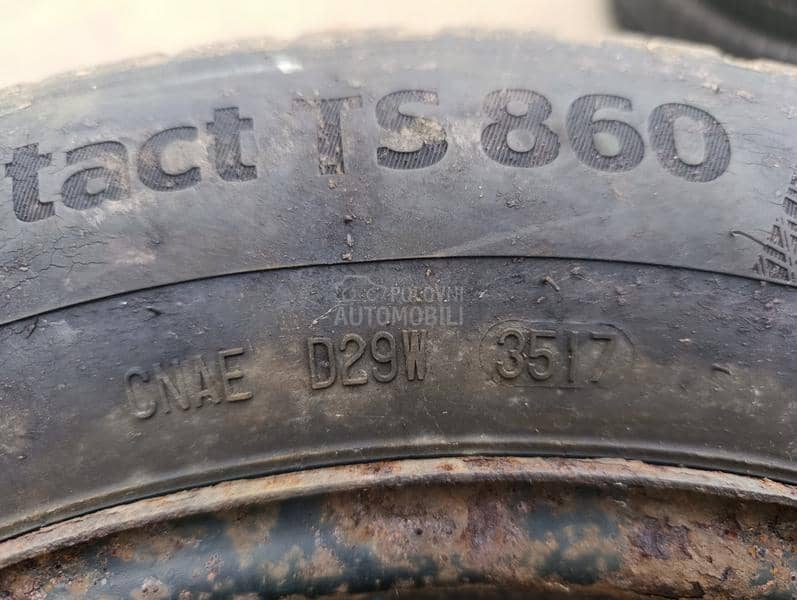 tact TS 860
POLOVNI
AUTOMOBILI
CNAE D29W 3517